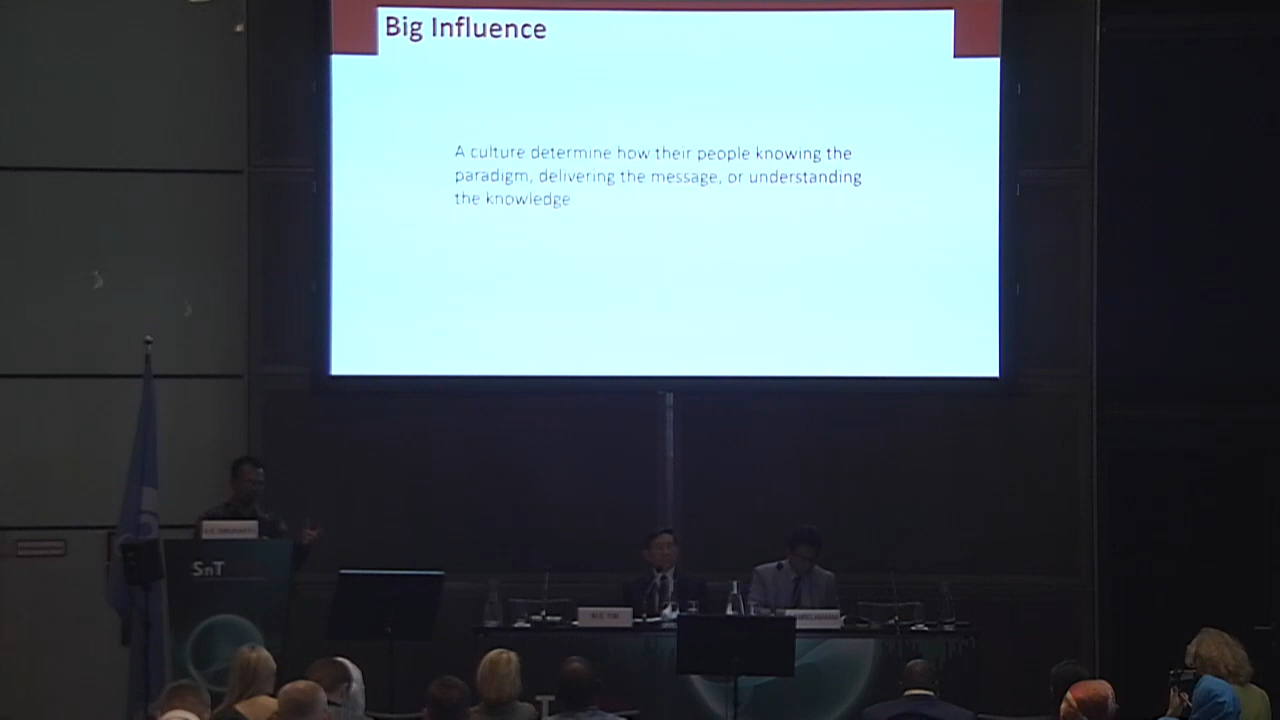 Big Influence
A culture determine how their people knowing the
paradigm, delivering the message, or understanding
the knowledge
SnT